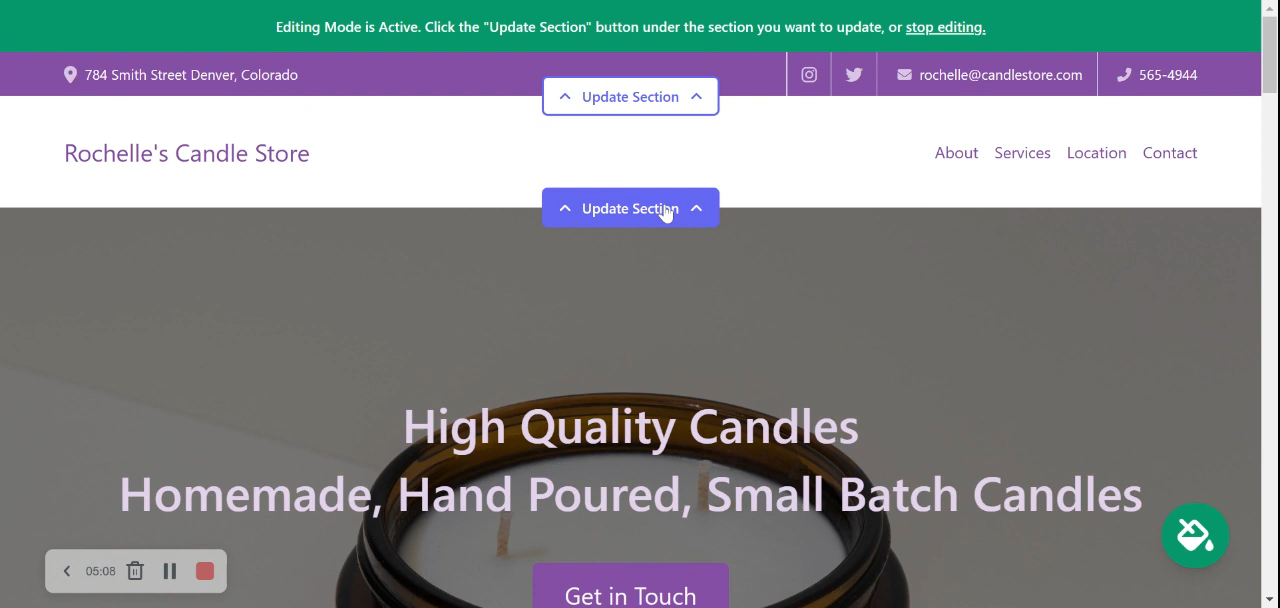 Editing Mode is Active. Click the "Update Section" button under the section you want to update, or stop editing.
784 Smith Street Denver, Colorado
rochelle@candlestore.com
565-4944
Update Section
Rochelle's Candle Store
About Services Location Contact
Update Section
High Quality Candles
Homemade, Hand Poured, Small Batch Candles
Get in Touch
05:08